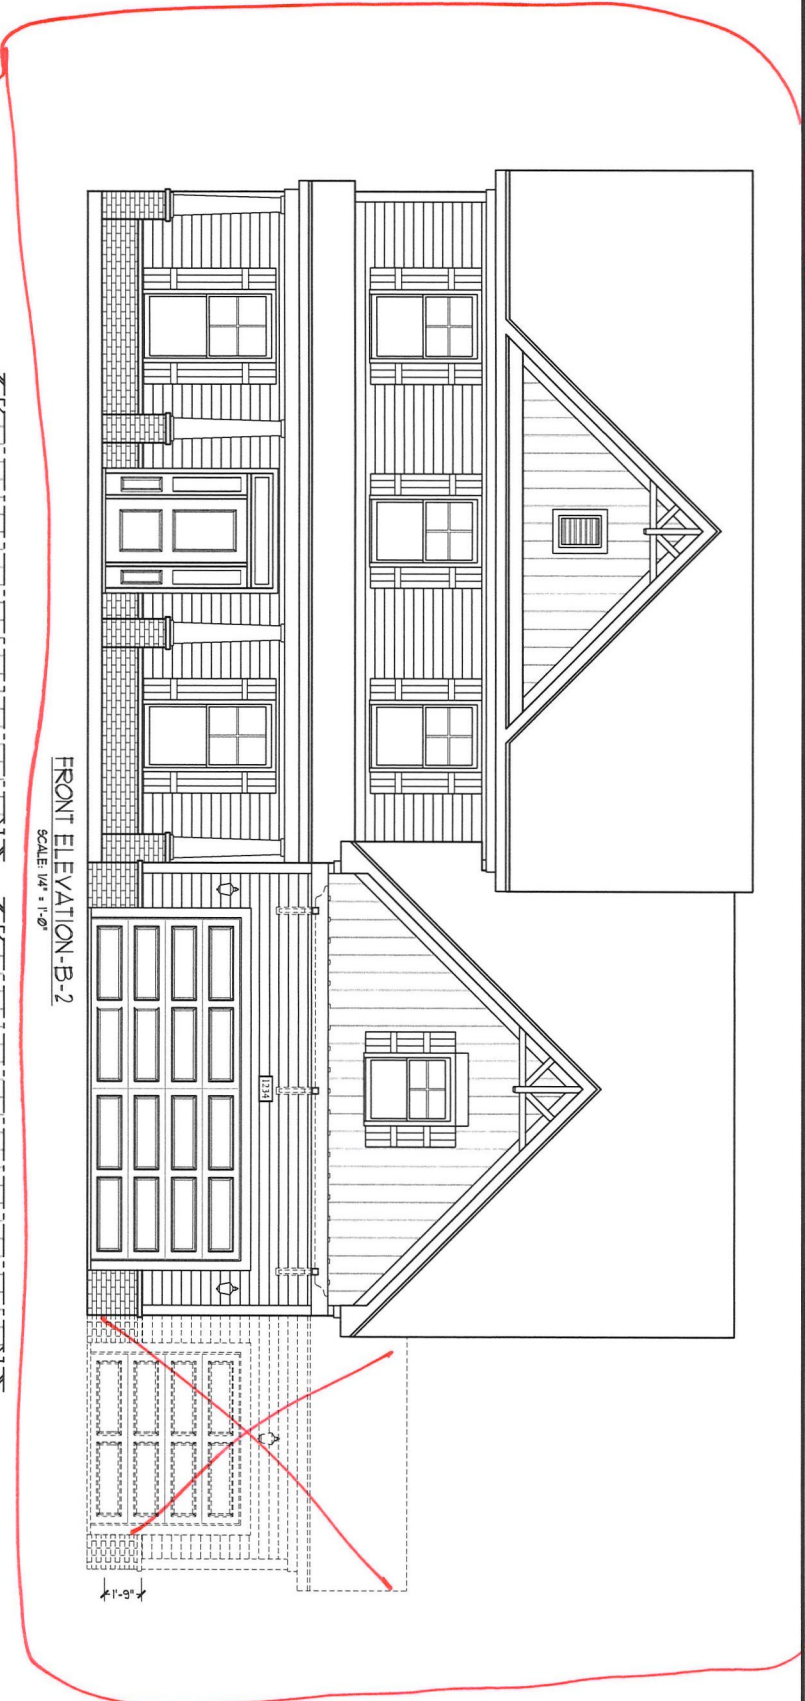 1234
1'-9"
FRONT ELEVATION-B-2
SCALE: 1/4" = 1'-0"